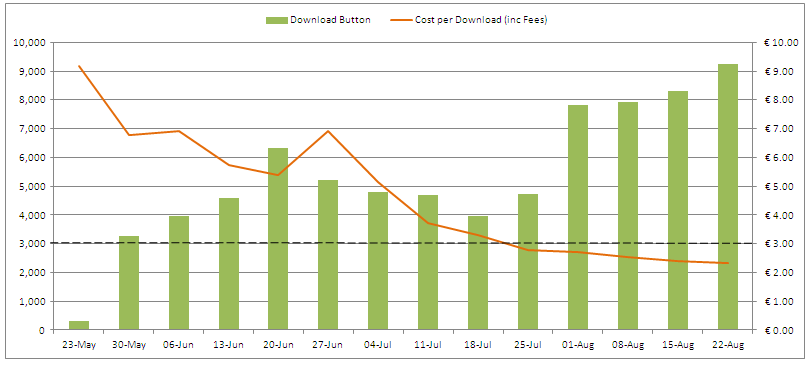 Download Button Cost per Download (inc Fees)
10,000 € 10.00
9,000 € 9.00
8,000 € 8.00
7,000 € 7.00
6,000 € 6.00
5,000 € 5.00
4,000 € 4.00
3,000 € 3.00
2,000 € 2.00
1,000 € 1.00
0 € 0.00
23-May 30-May 06-Jun 13-Jun 20-Jun 27-Jun 04-Jul 11-Jul 18-Jul 25-Jul 01-Aug 08-Aug 15-Aug 22-Aug